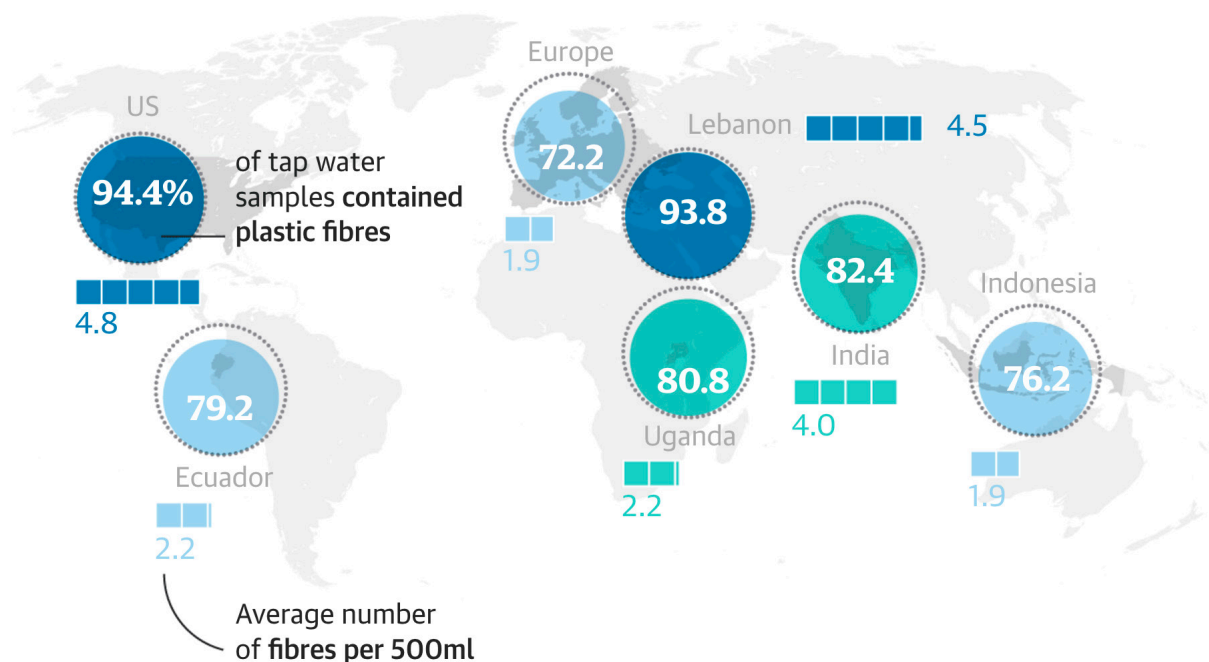 US
94.4%
of tap water
samples contained
plastic fibres
4.8
Europe
72.2
1.9
Lebanon
4.5
93.8
82.4
India
4.0
Indonesia
76.2
1.9
80.8
Uganda
2.2
79.2
Ecuador
2.2
Average number
of fibres per 500ml